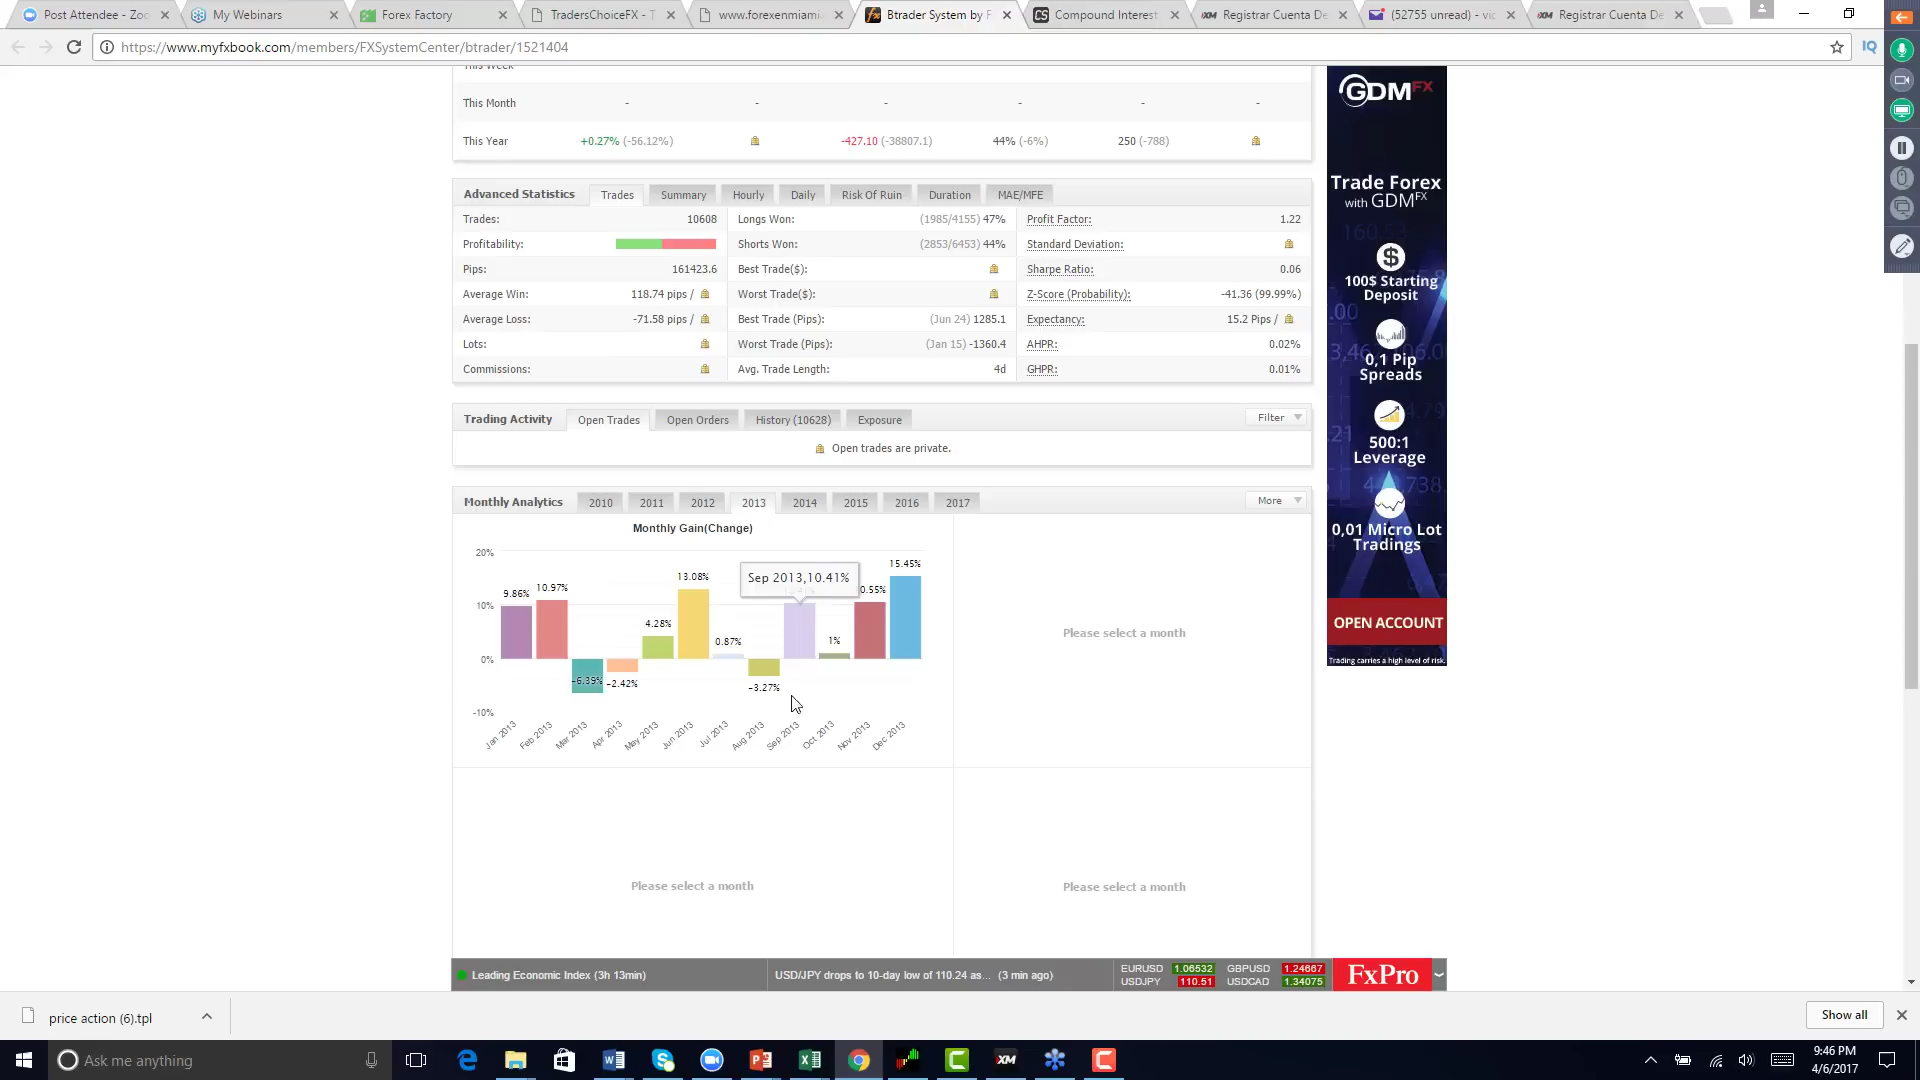 Post Attendee - Zoo
My Webinars
Forex Factory
TradersChoiceFX - T
www.forexenmiami
Btrader System by F
CS Compound Interest
XM Registrar Cuenta De
(52755 unread) - vic
XM Registrar Cuenta De
https://www.myfxbook.com/members/FXSystemCenter/btrader/1521404
IQ
This Week
This Month - - - - - -
This Year +0.27% (-56.12%) -427.10 (-38807.1) 44% (-6%) 250 (-788)
Advanced Statistics Trades Summary Hourly Daily Risk Of Ruin Duration MAE/MFE
Trades: 10608 Longs Won: (1985/4155) 47% Profit Factor: 1.22
Profitability: Shorts Won: (2853/6453) 44% Standard Deviation:
Pips: 161423.6 Best Trade($): Sharpe Ratio: 0.06
Average Win: 118.74 pips / Worst Trade($): Z-Score (Probability): -41.36 (99.99%)
Average Loss: -71.58 pips / Best Trade (Pips): (Jun 24) 1285.1 Expectancy: 15.2 Pips /
Lots: Worst Trade (Pips): (Jan 15) -1360.4 AHPR: 0.02%
Commissions: Avg. Trade Length: 4d GHPR: 0.01%
Trading Activity Open Trades Open Orders History (10628) Exposure Filter
Open trades are private.
Monthly Analytics 2010 2011 2012 2013 2014 2015 2016 2017 More
Monthly Gain(Change)
20%
10%
0%
-10%
9.86%
10.97%
-6.39%
-2.42%
4.28%
13.08%
0.87%
-3.27%
Sep 2013,10.41%
1%
0.55%
15.45%
Jan 2013
Feb 2013
Mar 2013
Apr 2013
May 2013
Jun 2013
Jul 2013
Aug 2013
Sep 2013
Oct 2013
Nov 2013
Dec 2013
Please select a month
Please select a month
Please select a month
GDMFX
Trade Forex
with GDMFX
$
100$ Starting
Deposit
0,1 Pip
Spreads
500:1
Leverage
0,01 Micro Lot
Tradings
OPEN ACCOUNT
Trading carries a high level of risk.
Leading Economic Index (3h 13min)
USD/JPY drops to 10-day low of 110.24 as... (3 min ago)
EURUSD 1.06532 GBPUSD 1.24667
USDJPY 110.51 USDCAD 1.34075
FxPro
price action (6).tpl
Show all
Ask me anything
XM
9:46 PM
4/6/2017